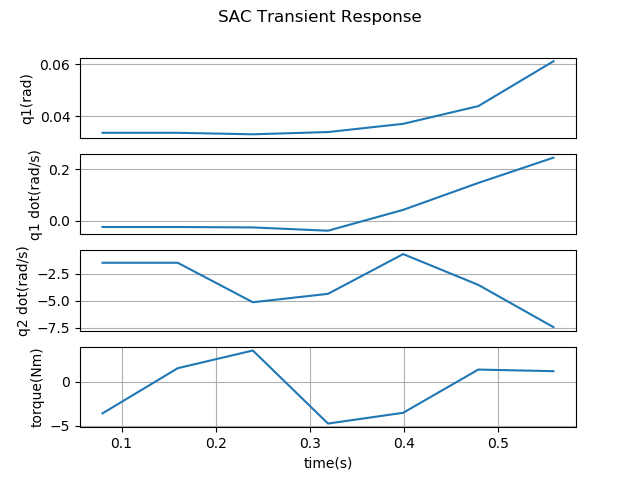 SAC Transient Response
0.06
0.04
q1(rad)
0.2
0.0
q1 dot(rad/s)
−2.5
−5.0
−7.5
q2 dot(rad/s)
0
−5
torque(Nm)
0.1 0.2 0.3 0.4 0.5
time(s)